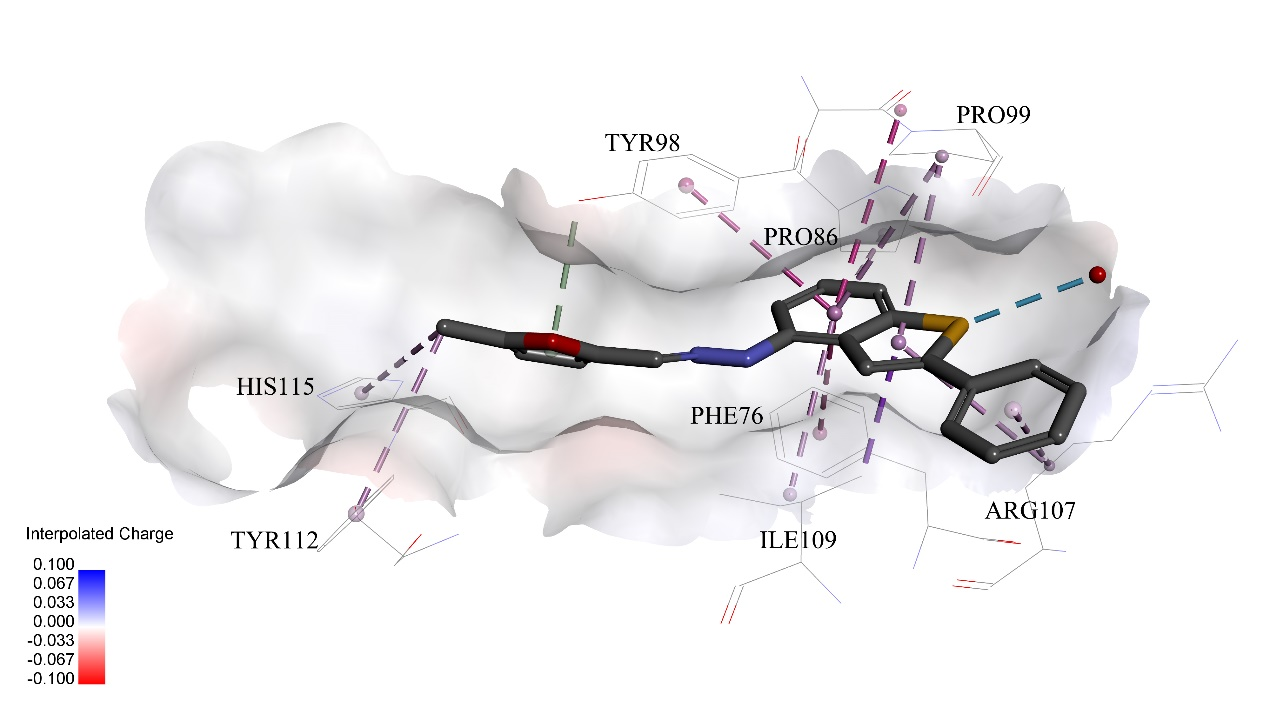 PRO99
TYR98
PRO86
HIS115
PHE76
ARG107
TYR112
ILE109
Interpolated Charge
0.100
0.067
0.033
0.000
-0.033
-0.067
-0.100